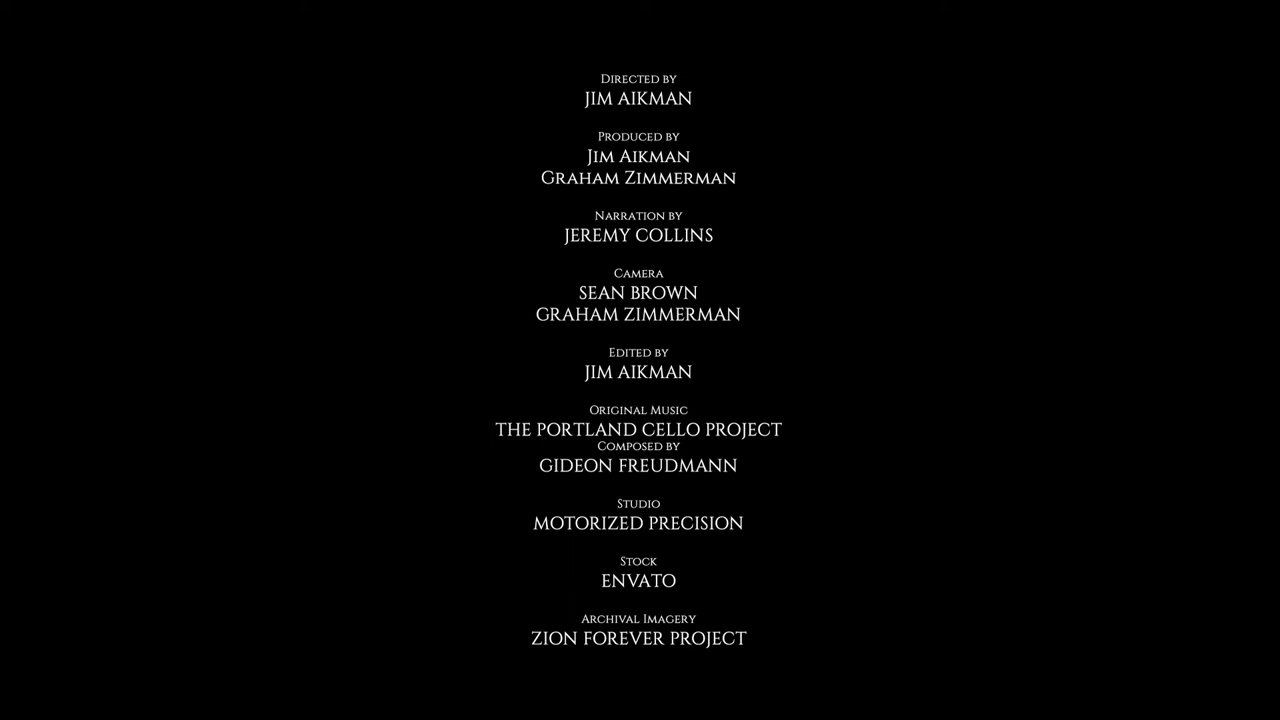 Directed by
JIM AIKMAN
Produced by
Jim Aikman
Graham Zimmerman
Narration by
JEREMY COLLINS
Camera
SEAN BROWN
GRAHAM ZIMMERMAN
Edited by
JIM AIKMAN
Original Music
THE PORTLAND CELLO PROJECT
Composed by
GIDEON FREUDMANN
Studio
MOTORIZED PRECISION
Stock
ENVATO
Archival Imagery
ZION FOREVER PROJECT